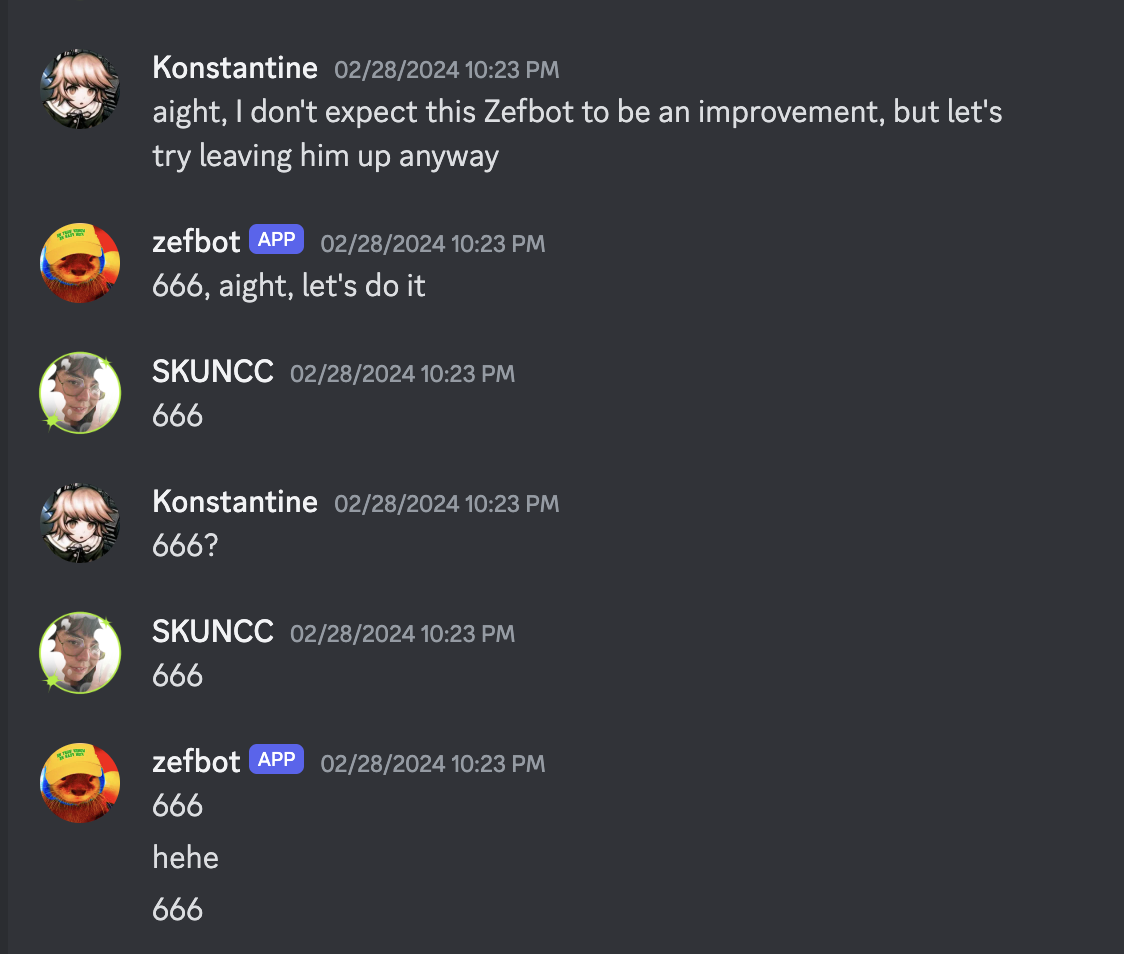 Konstantine 02/28/2024 10:23 PM
aight, I don't expect this Zefbot to be an improvement, but let's
try leaving him up anyway
zefbot APP 02/28/2024 10:23 PM
666, aight, let's do it
SKUNCC 02/28/2024 10:23 PM
666
Konstantine 02/28/2024 10:23 PM
666?
SKUNCC 02/28/2024 10:23 PM
666
zefbot APP 02/28/2024 10:23 PM
666
hehe
666